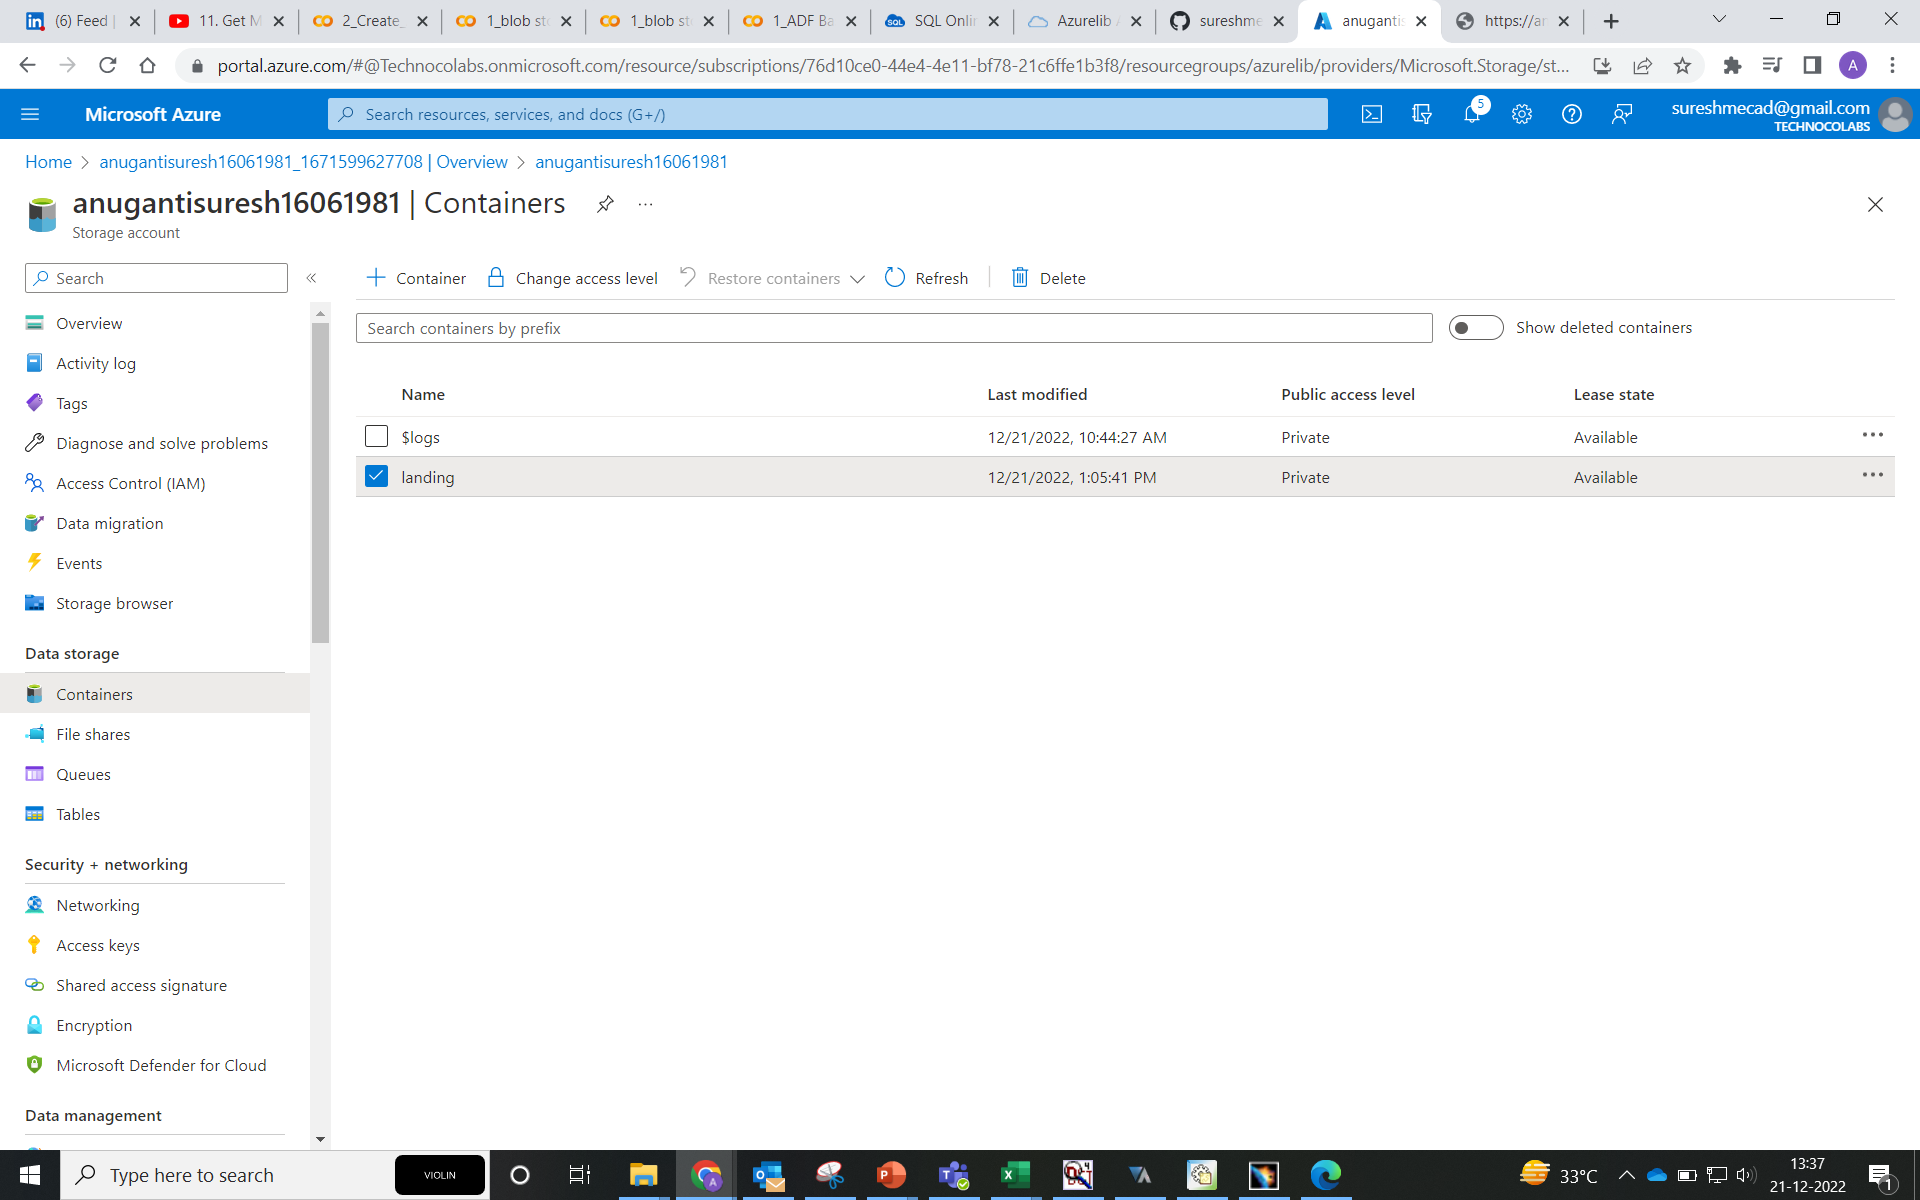 (6) Feed |
11. Get M
2_Create_
1_blob sto
1_blob sto
1_ADF Ba
SQL Onlin
Azurelib A
sureshme
anugantis
https://an
portal.azure.com/#@Technocolabs.onmicrosoft.com/resource/subscriptions/76d10ce0-44e4-4e11-bf78-21c6ffe1b3f8/resourcegroups/azurelib/providers/Microsoft.Storage/st...
A
Microsoft Azure
Search resources, services, and docs (G+/)
5
sureshmecad@gmail.com
TECHNOCOLABS
Home > anugantisuresh16061981_1671599627708 | Overview > anugantisuresh16061981
anugantisuresh16061981 | Containers
Storage account
Search
Container
Change access level
Restore containers
Refresh
Delete
Search containers by prefix
Show deleted containers
Name Last modified Public access level Lease state
$logs 12/21/2022, 10:44:27 AM Private Available
landing 12/21/2022, 1:05:41 PM Private Available
Overview
Activity log
Tags
Diagnose and solve problems
Access Control (IAM)
Data migration
Events
Storage browser
Data storage
Containers
File shares
Queues
Tables
Security + networking
Networking
Access keys
Shared access signature
Encryption
Microsoft Defender for Cloud
Data management
Type here to search
VIOLIN
33°C
13:37
21-12-2022
1